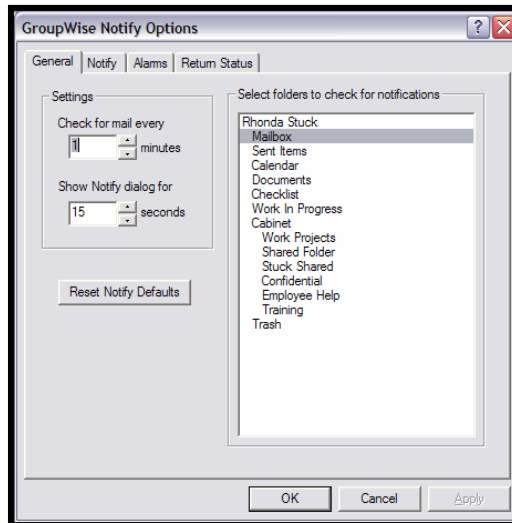 GroupWise Notify Options
General Notify Alarms Return Status
Settings
Check for mail every
1 minutes
Show Notify dialog for
15 seconds
Reset Notify Defaults
Select folders to check for notifications
Rhonda Stuck
Mailbox
Sent Items
Calendar
Documents
Checklist
Work In Progress
Cabinet
Work Projects
Shared Folder
Stuck Shared
Confidential
Employee Help
Training
Trash
OK Cancel Apply